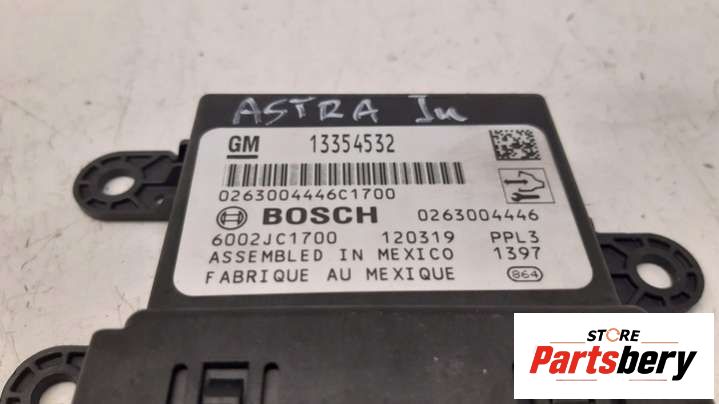 ASTRA In
GM 13354532
0263004446C1700
BOSCH 0263004446
6002JC1700 120319 PPL3
ASSEMBLED IN MEXICO 1397
FABRIQUE AU MEXIQUE 864
STORE
Partsbery